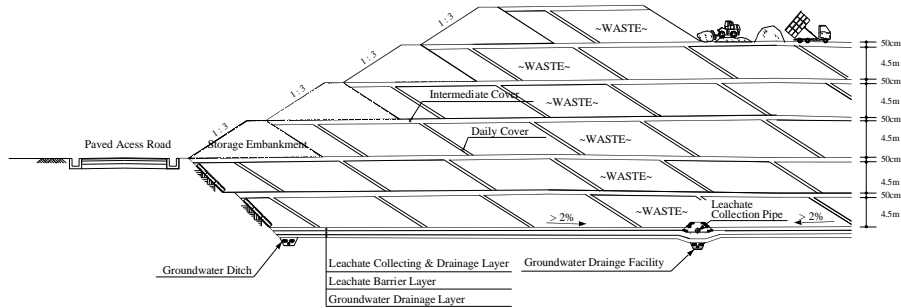 1 : 3
~WASTE~
50cm
1 : 3
~WASTE~
4.5m
50cm
1 : 3
Intermediate Cover
~WASTE~
4.5m
50cm
1 : 3
Paved Acess Road
Storage Embankment
Daily Cover
~WASTE~
4.5m
50cm
~WASTE~
4.5m
50cm
> 2%
~WASTE~
Leachate
Collection Pipe
> 2%
4.5m
Groundwater Ditch
Leachate Collecting & Drainage Layer
Groundwater Drainge Facility
Leachate Barrier Layer
Groundwater Drainage Layer